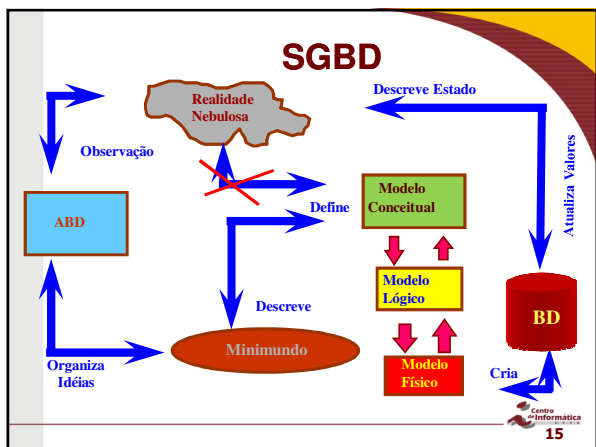 SGBD
Realidade
Nebulosa
Descreve Estado
Observação
Atualiza Valores
ABD
Define
Modelo
Conceitual
Modelo
Lógico
Descreve
BD
Minimundo
Organiza
Idéias
Modelo
Físico
Cria
Centro
de Informática
U F P E
15